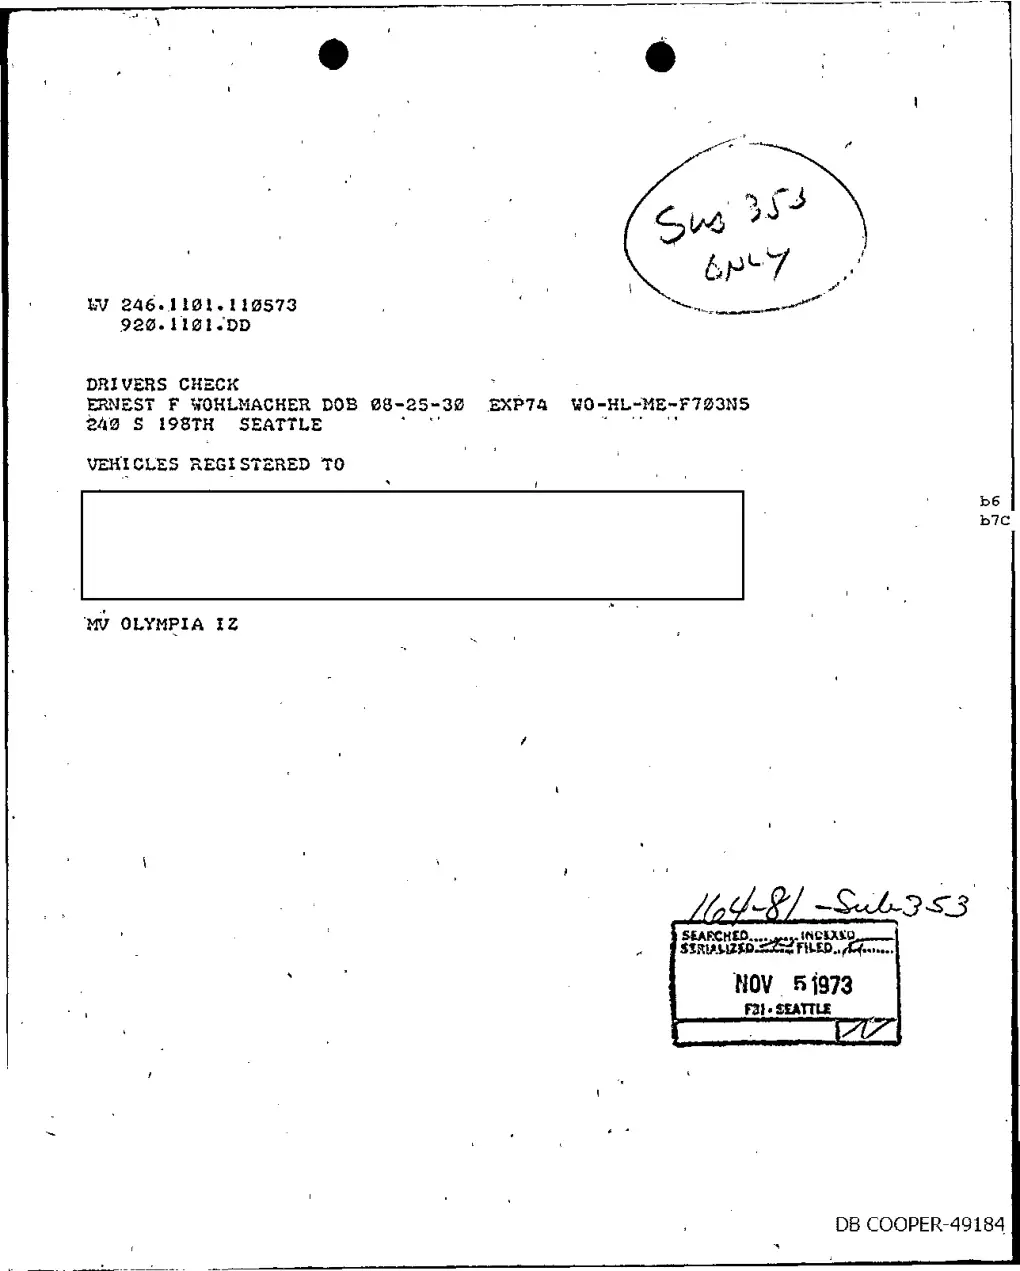 Sub 353
ONLY
WV 246.1101.110573
920.1101.DD
DRIVERS CHECK
ERNEST F WOHLMACHER DOB 08-25-30 EXP74 WO-HL-ME-F703N5
240 S 198TH SEATTLE
VEHICLES REGISTERED TO
b6
b7C
MV OLYMPIA IZ
164-81-Sub 353
SEARCHED..........INDEXED
SERIALIZED FILED
NOV 5 1973
FBI - SEATTLE
DB COOPER-49184